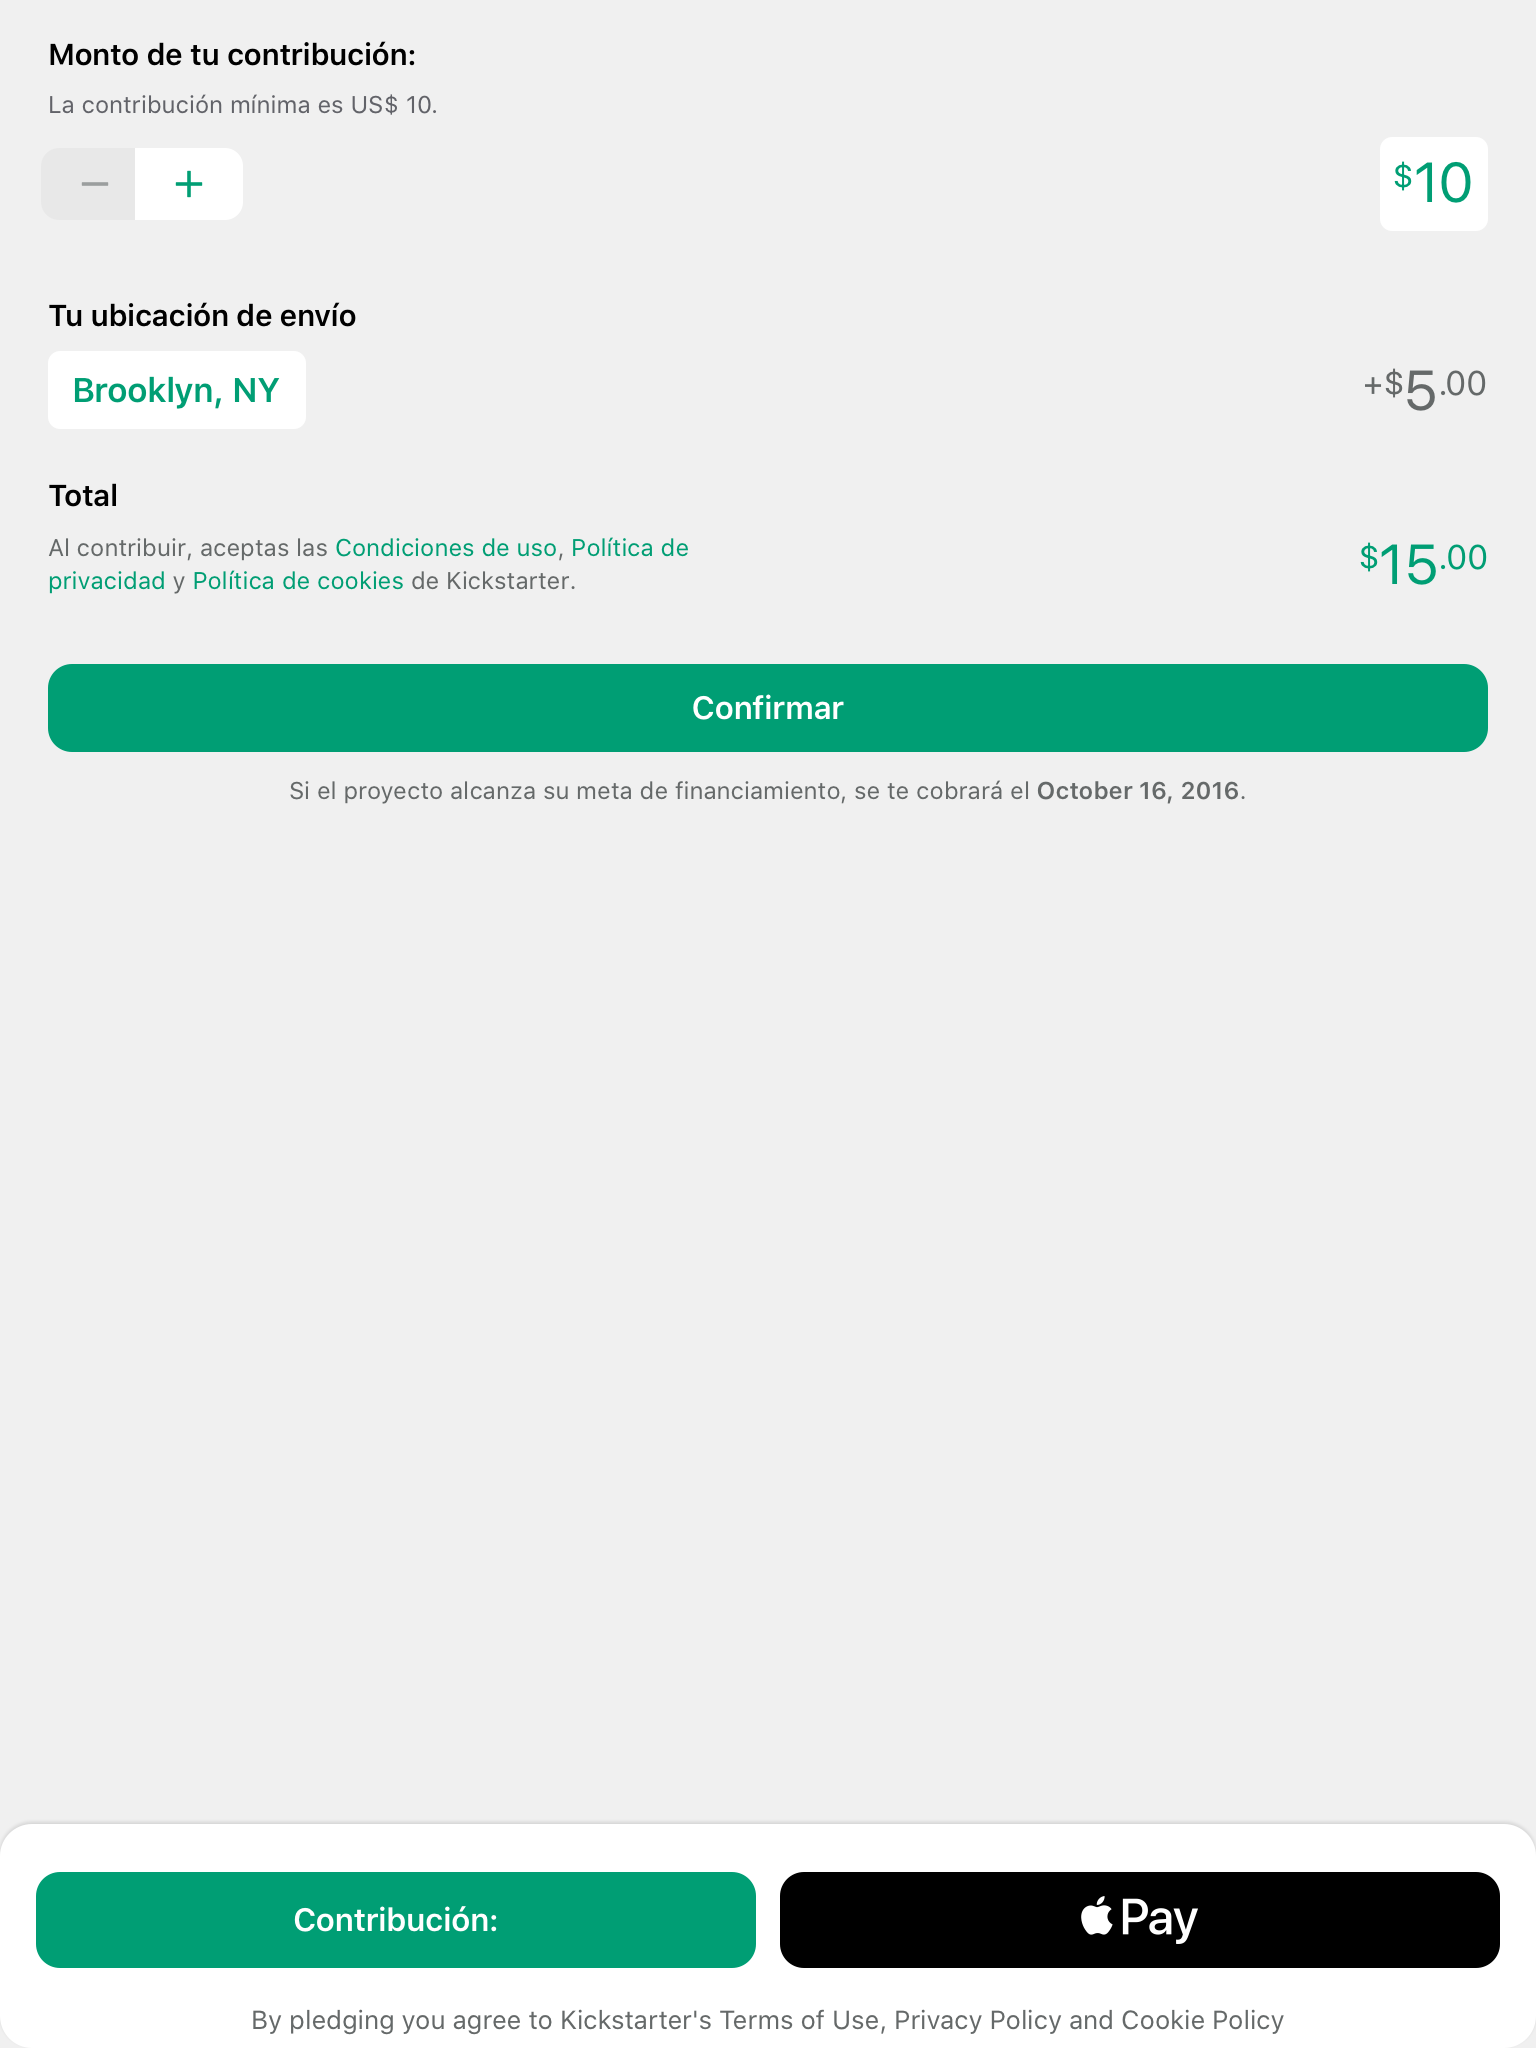 Monto de tu contribución:
La contribución mínima es US$ 10.
$10
Tu ubicación de envío
Brooklyn, NY
+$5.00
Total
Al contribuir, aceptas las Condiciones de uso, Política de
privacidad y Política de cookies de Kickstarter.
$15.00
Confirmar
Si el proyecto alcanza su meta de financiamiento, se te cobrará el October 16, 2016.
Contribución:
Pay
By pledging you agree to Kickstarter's Terms of Use, Privacy Policy and Cookie Policy